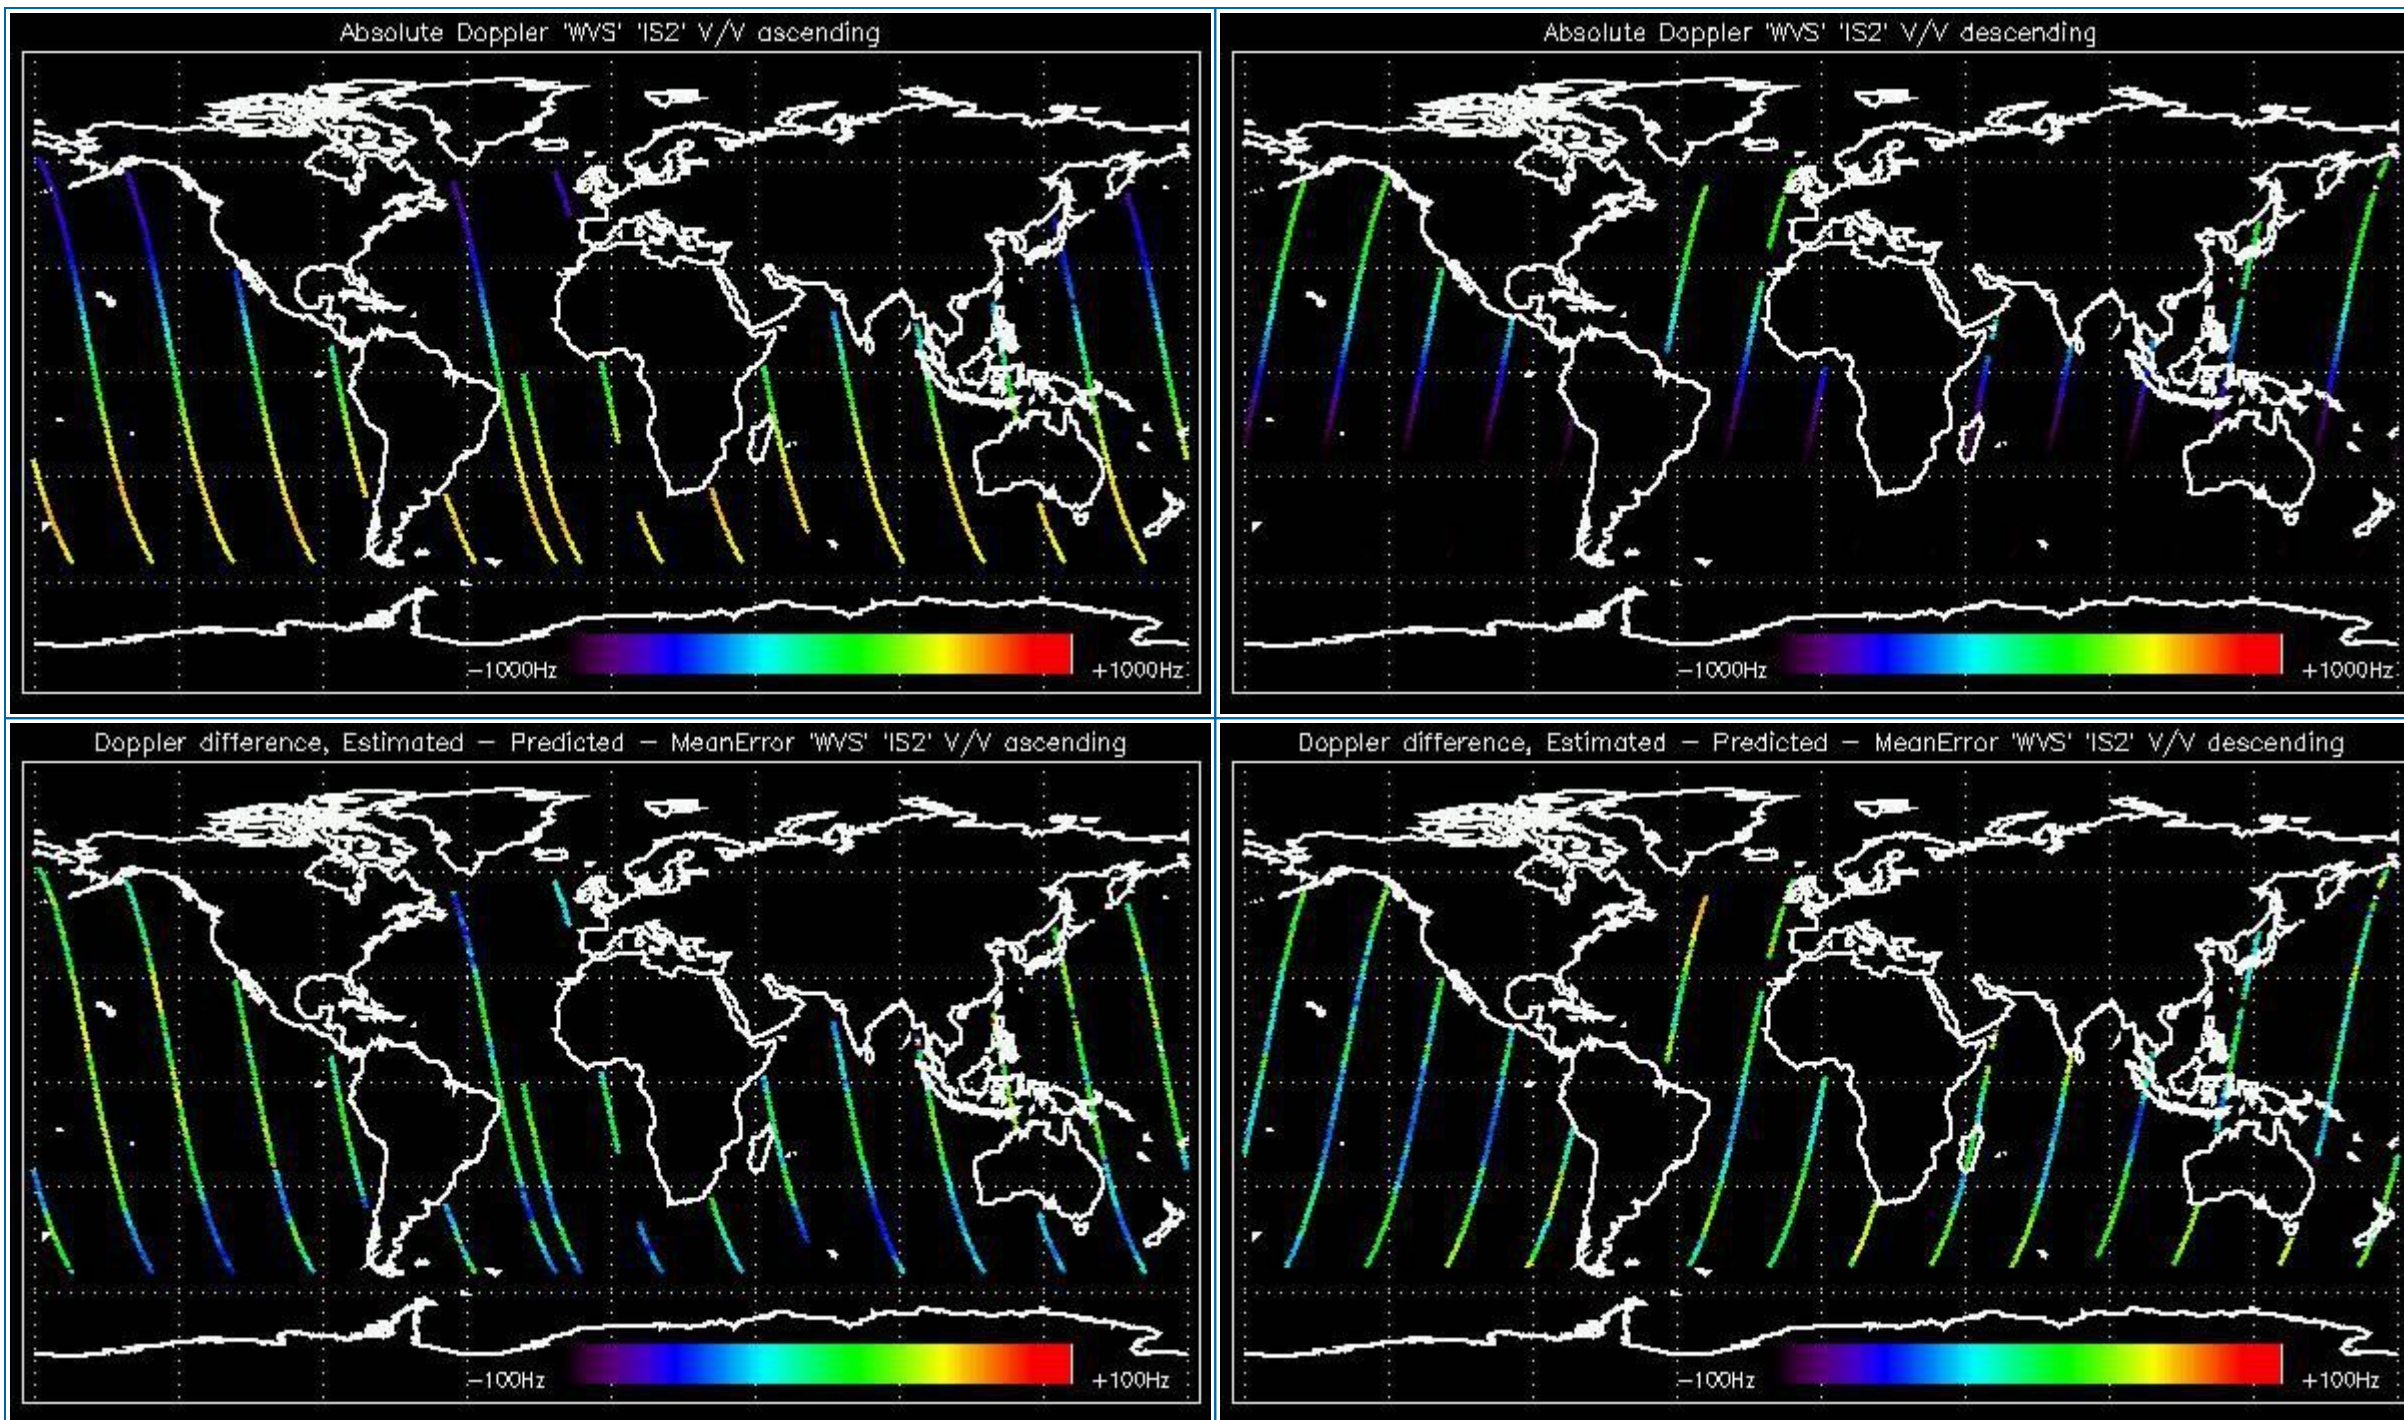 Absolute Doppler 'WVS' 'IS2' V/V ascending
-1000Hz
+1000Hz
Absolute Doppler 'WVS' 'IS2' V/V descending
-1000Hz
+1000Hz
Doppler difference, Estimated - Predicted - MeanError 'WVS' 'IS2' V/V ascending
-100Hz
+100Hz
Doppler difference, Estimated - Predicted - MeanError 'WVS' 'IS2' V/V descending
-100Hz
+100Hz